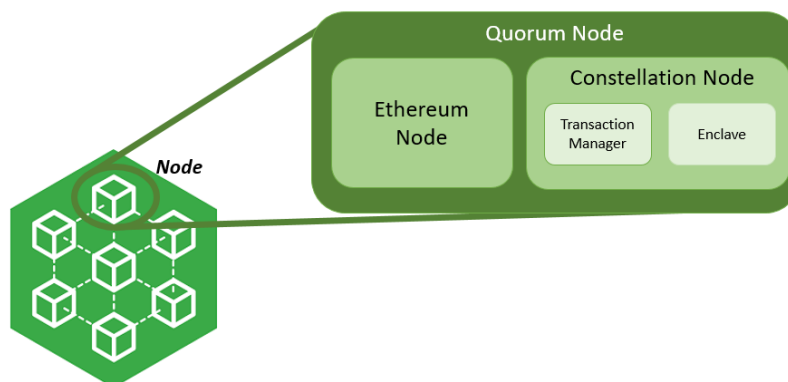 Quorum Node
Ethereum
Node
Constellation Node
Transaction
Manager
Enclave
Node